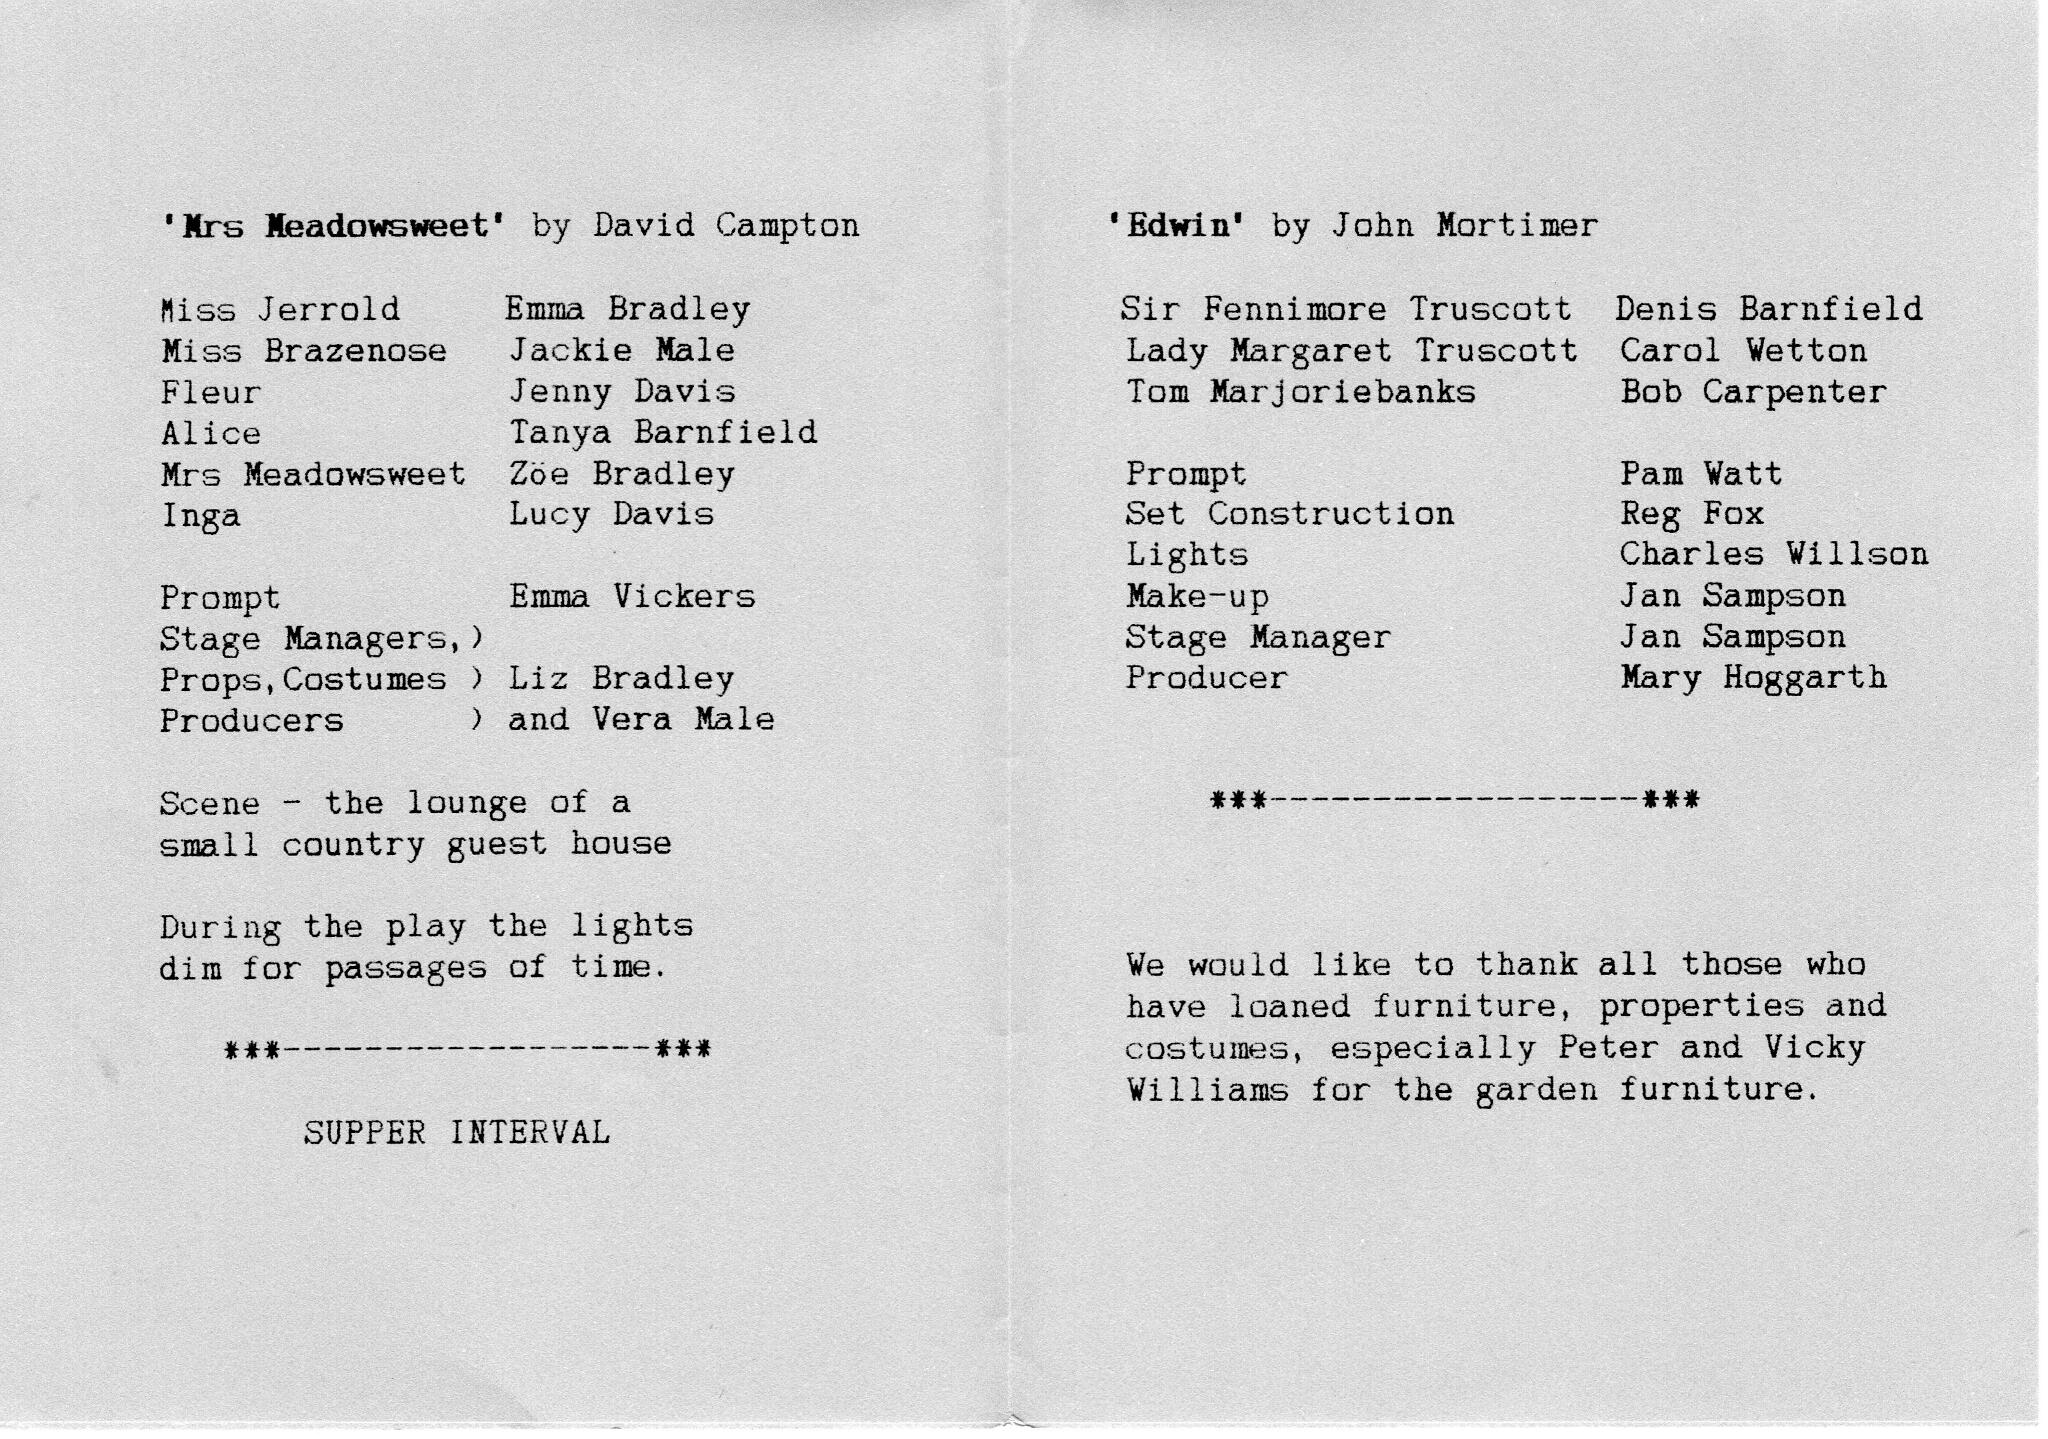 'Mrs Meadowsweet' by David Campton
Miss Jerrold Emma Bradley
Miss Brazenose Jackie Male
Fleur Jenny Davis
Alice Tanya Barnfield
Mrs Meadowsweet Zöe Bradley
Inga Lucy Davis
Prompt Emma Vickers
Stage Managers,)
Props,Costumes ) Liz Bradley
Producers ) and Vera Male
Scene - the lounge of a
small country guest house
During the play the lights
dim for passages of time.
***------------------***
SUPPER INTERVAL
'Edwin' by John Mortimer
Sir Fennimore Truscott Denis Barnfield
Lady Margaret Truscott Carol Wetton
Tom Marjoriebanks Bob Carpenter
Prompt Pam Watt
Set Construction Reg Fox
Lights Charles Willson
Make-up Jan Sampson
Stage Manager Jan Sampson
Producer Mary Hoggarth
***------------------***
We would like to thank all those who
have loaned furniture, properties and
costumes, especially Peter and Vicky
Williams for the garden furniture.